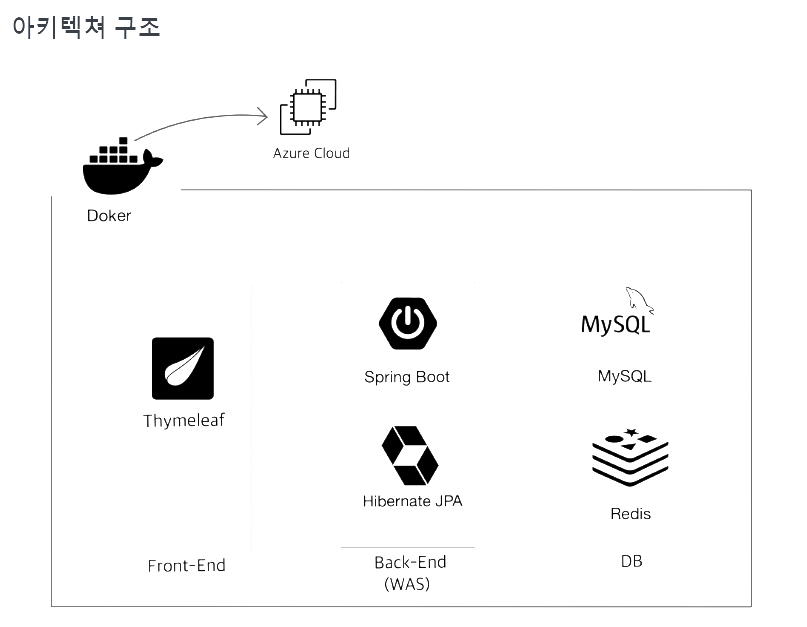 아키텍쳐 구조
Azure Cloud
Doker
Thymeleaf
Spring Boot
Hibernate JPA
MySQL
MySQL
Redis
Front-End
Back-End
(WAS)
DB